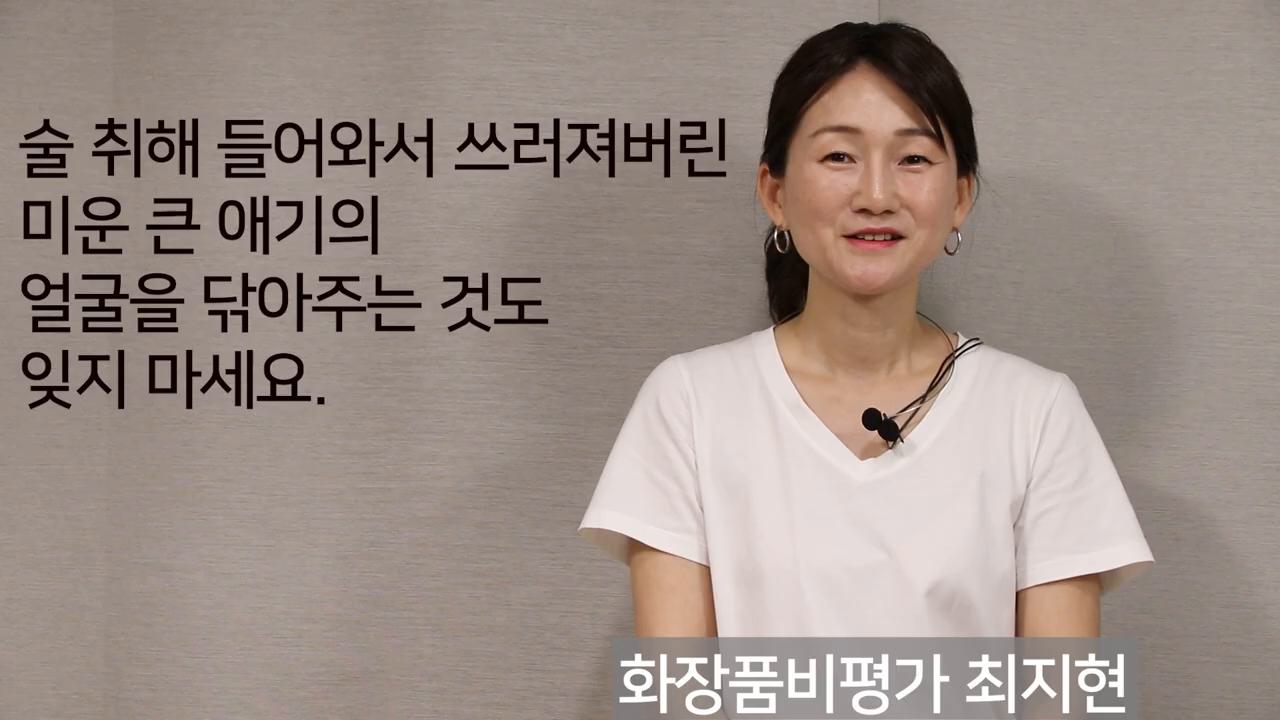 술 취해 들어와서 쓰러져버린
미운 큰 애기의
얼굴을 닦아주는 것도
잊지 마세요.
화장품비평가 최지현